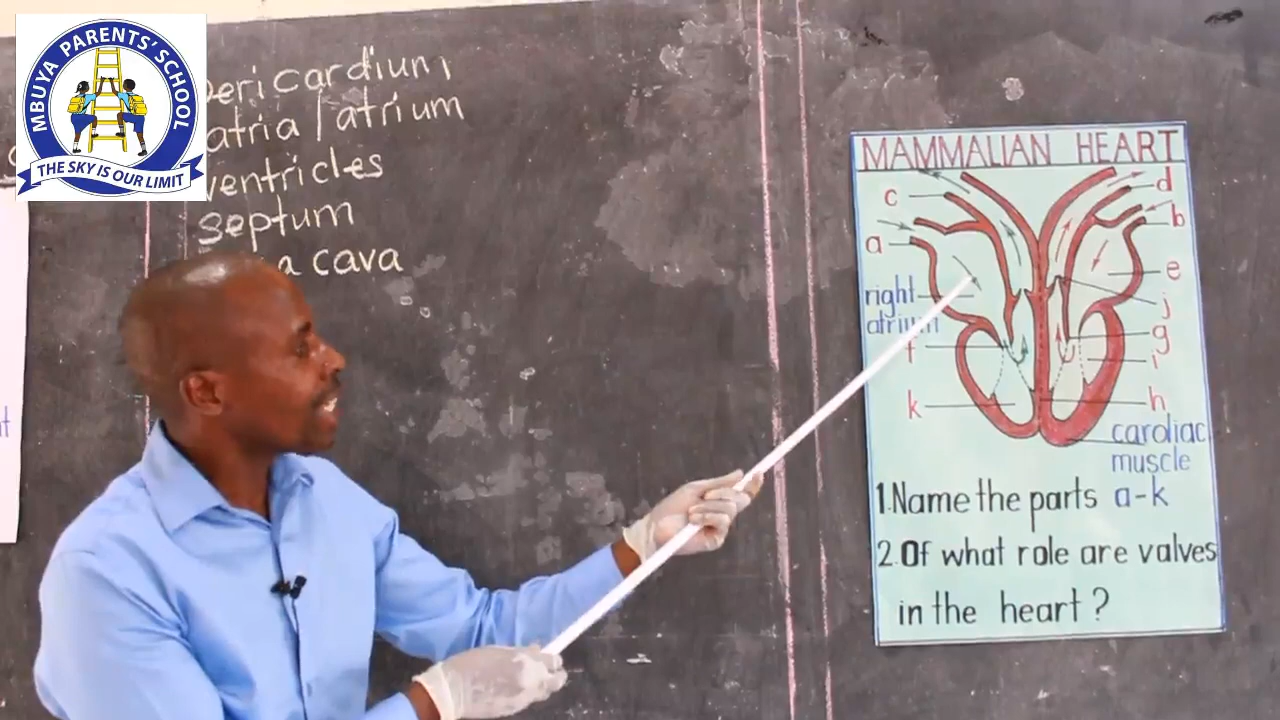 MBUYA PARENTS' SCHOOL
THE SKY IS OUR LIMIT
pericardium
atria / atrium
ventricles
septum
a cava
MAMMALIAN HEART
c
d
b
a
e
right
atrium
j
g
f
i
k
h
cardiac
muscle
1.Name the parts a-k
2.Of what role are valves
in the heart ?